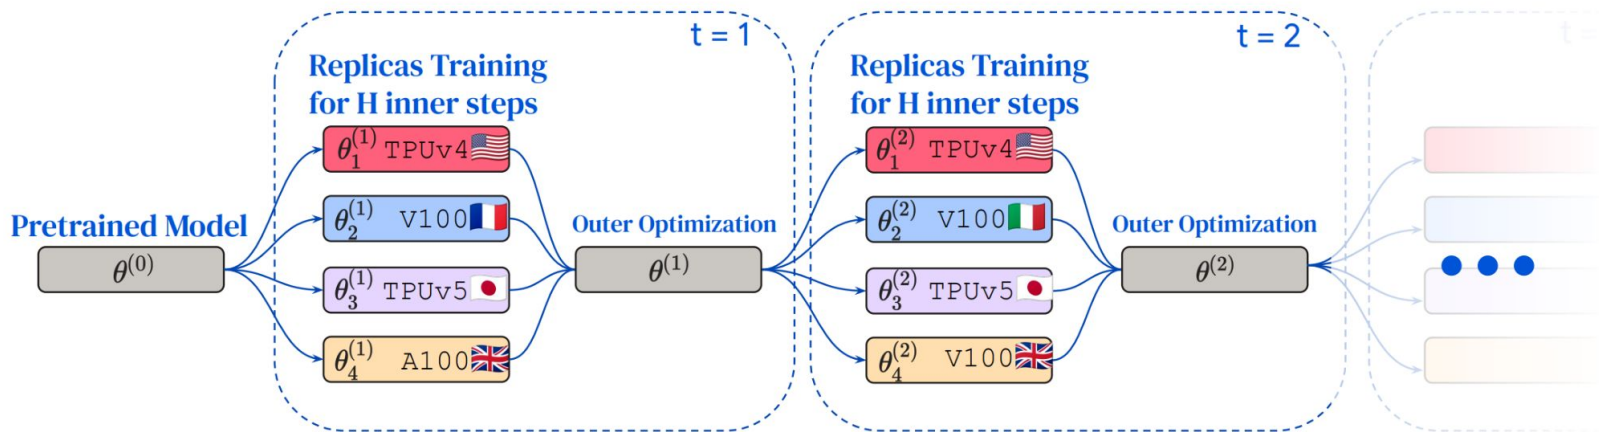 t = 1
Replicas Training
for H inner steps
θ₁⁽¹⁾ TPUv4
θ₂⁽¹⁾ V100
θ₃⁽¹⁾ TPUv5
θ₄⁽¹⁾ A100
Pretrained Model
θ⁽⁰⁾
Outer Optimization
θ⁽¹⁾
t = 2
Replicas Training
for H inner steps
θ₁⁽²⁾ TPUv4
θ₂⁽²⁾ V100
θ₃⁽²⁾ TPUv5
θ₄⁽²⁾ V100
Outer Optimization
θ⁽²⁾
t =